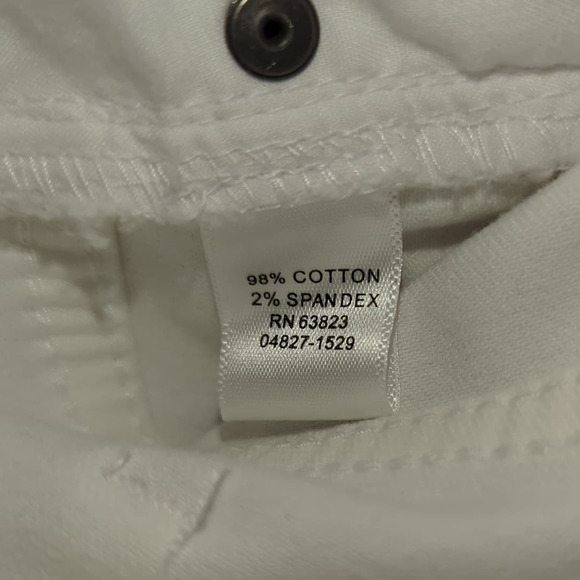 98% COTTON
2% SPANDEX
RN 63823
04827-1529